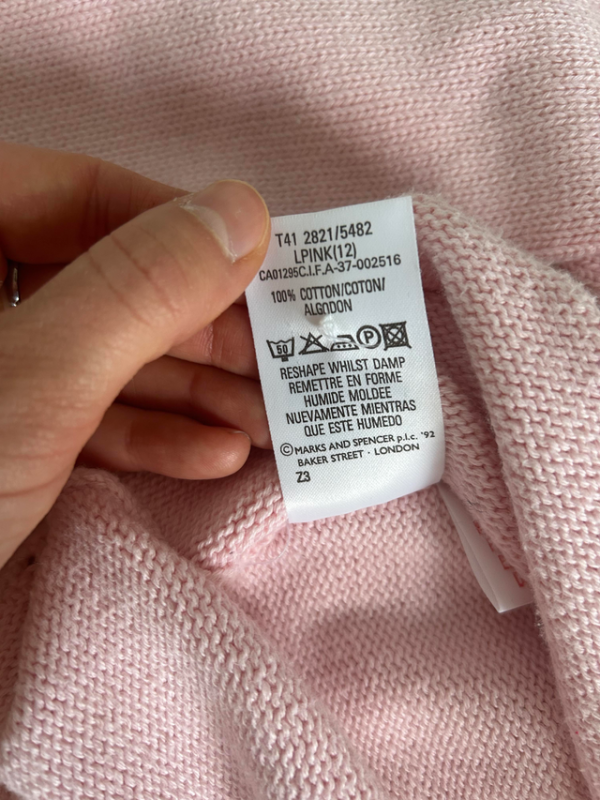 T41 2821/5482
LPINK(12)
CA01295C.I.F.A-37-002516
100% COTTON/COTON/
ALGODON
50 P
RESHAPE WHILST DAMP
REMETTRE EN FORME
HUMIDE MOLDEE
NUEVAMENTE MIENTRAS
QUE ESTE HUMEDO
© MARKS AND SPENCER p.l.c. '92
BAKER STREET · LONDON
Z3